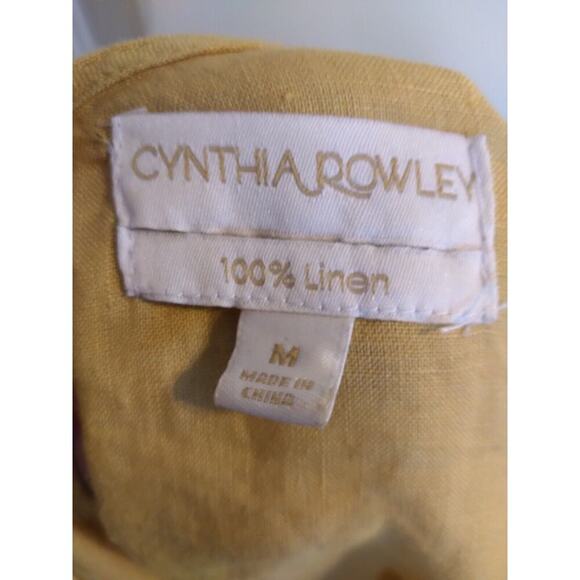 CYNTHIA ROWLEY
100% Linen
M
MADE IN
CHINA